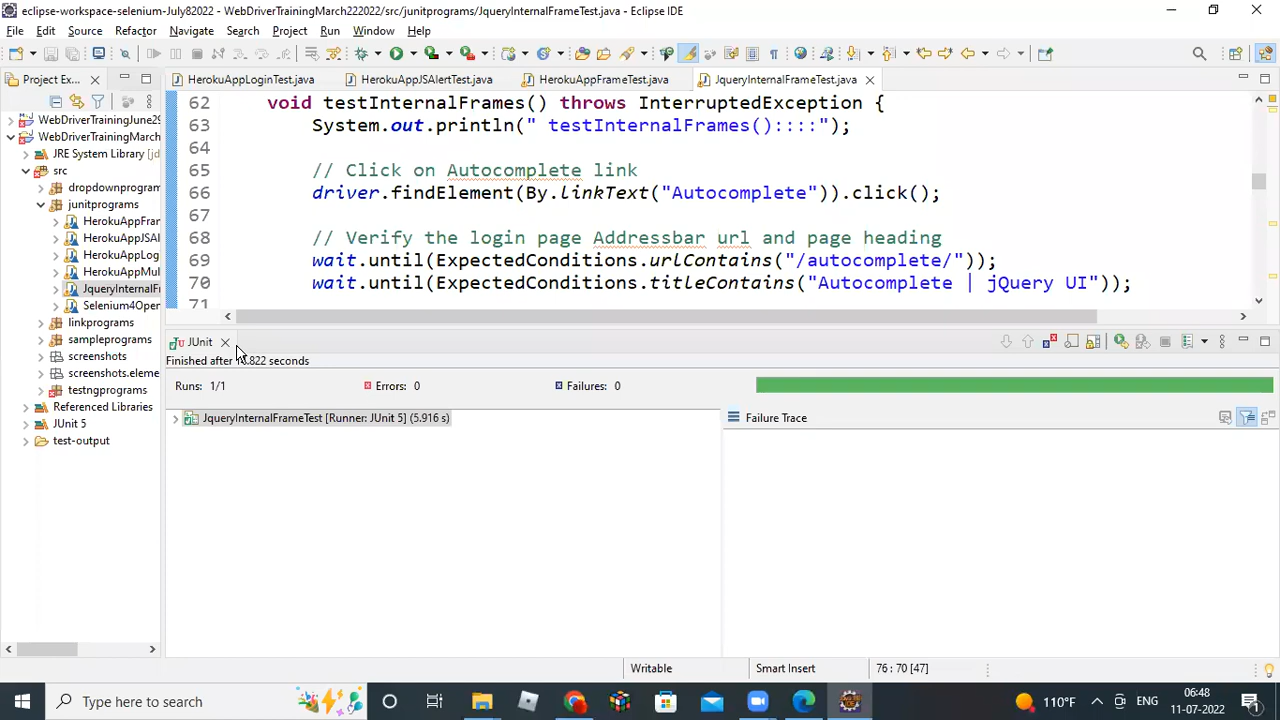 eclipse-workspace-selenium-July82022 - WebDriverTrainingMarch222022/src/junitprograms/JqueryInternalFrameTest.java - Eclipse IDE
File Edit Source Refactor Navigate Search Project Run Window Help
Project Ex...
HerokuAppLoginTest.java HerokuAppJSAlertTest.java HerokuAppFrameTest.java JqueryInternalFrameTest.java
WebDriverTrainingJune29
WebDriverTrainingMarch
JRE System Library [jd
src
dropdownprogram
junitprograms
HerokuAppFrar
HerokuAppJSAl
HerokuAppLog
HerokuAppMul
JqueryInternalFr
Selenium4Oper
linkprograms
sampleprograms
screenshots
screenshots.eleme
testngprograms
Referenced Libraries
JUnit 5
test-output
62 void testInternalFrames() throws InterruptedException {
63 System.out.println(" testInternalFrames()::::");
64
65 // Click on Autocomplete link
66 driver.findElement(By.linkText("Autocomplete")).click();
67
68 // Verify the login page Addressbar url and page heading
69 wait.until(ExpectedConditions.urlContains("/autocomplete/"));
70 wait.until(ExpectedConditions.titleContains("Autocomplete | jQuery UI"));
71
JUnit
Finished after .822 seconds
Runs: 1/1 Errors: 0 Failures: 0
JqueryInternalFrameTest [Runner: JUnit 5] (5.916 s)
Failure Trace
Writable Smart Insert 76 : 70 [47]
Type here to search
110°F ENG 06:48
11-07-2022
1